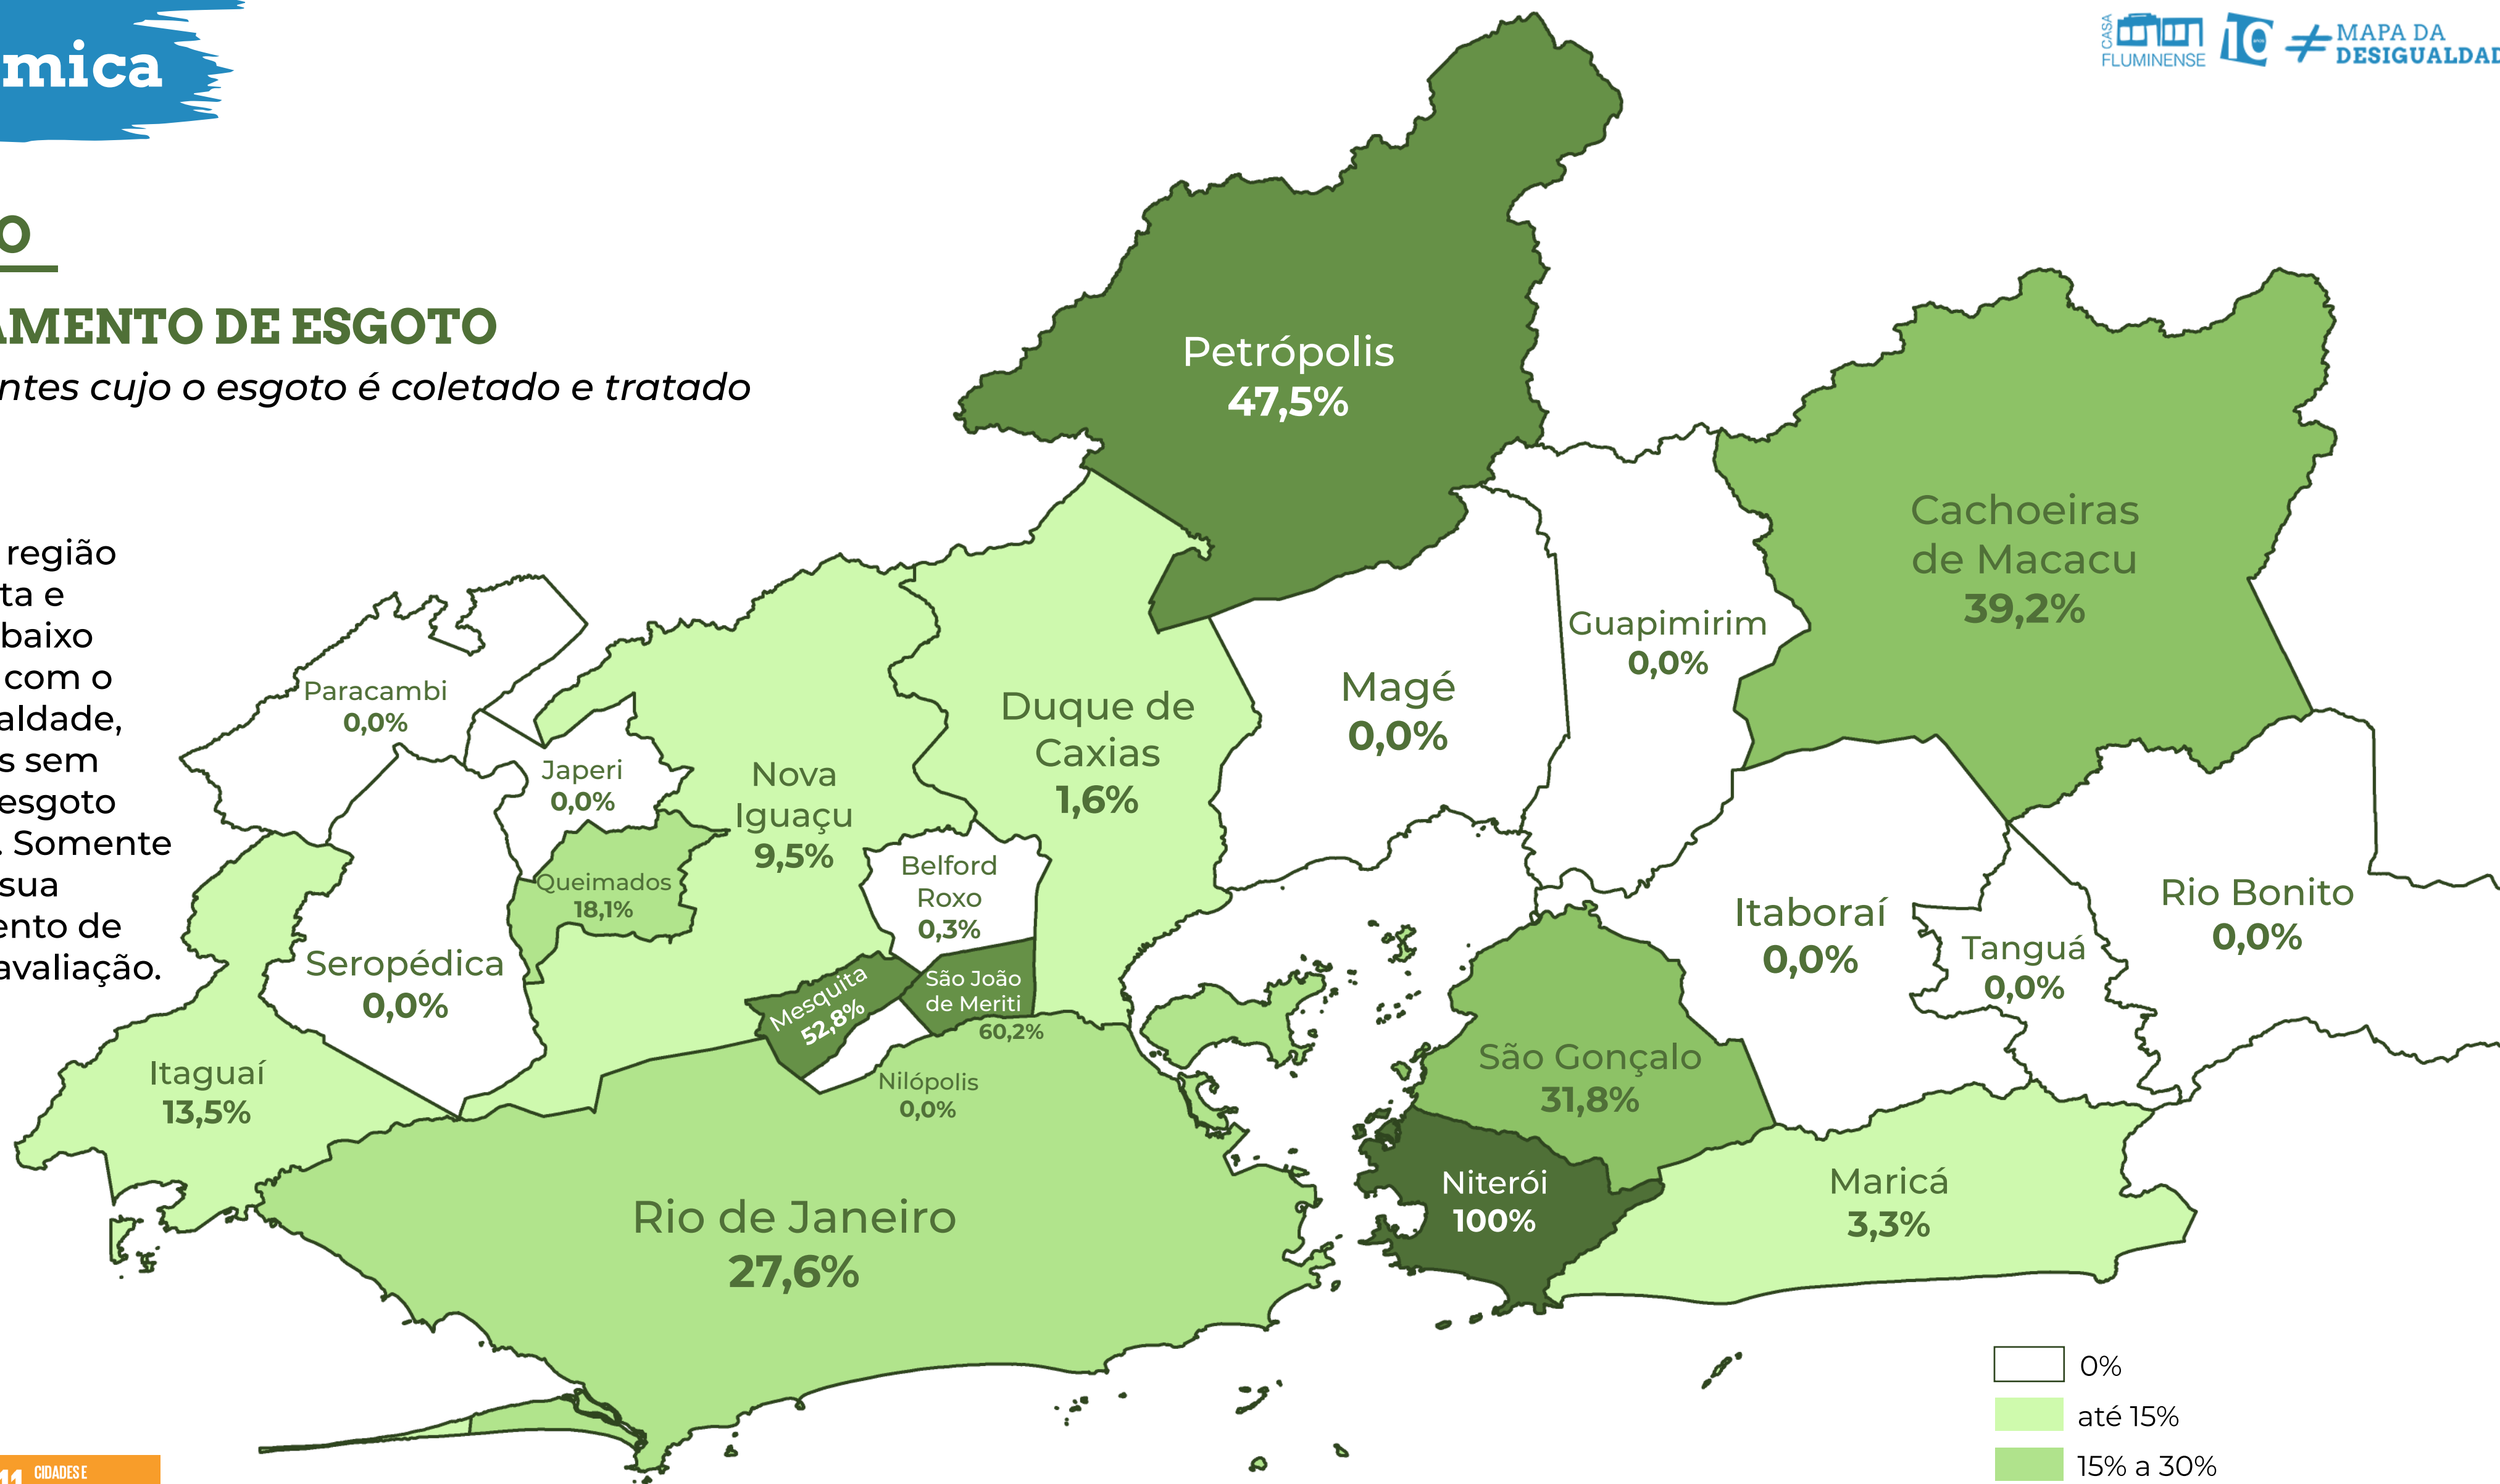 mica
CASA
FLUMINENSE
10
≠ MAPA DA
DESIGUALDAD
O
AMENTO DE ESGOTO
ntes cujo o esgoto é coletado e tratado
região
ta e
baixo
com o
aldade,
s sem
esgoto
. Somente
sua
ento de
avaliação.
Petrópolis
47,5%
Cachoeiras
de Macacu
39,2%
Guapimirim
0,0%
Magé
0,0%
Duque de
Caxias
1,6%
Paracambi
0,0%
Japeri
0,0%
Nova
Iguaçu
9,5%
Queimados
18,1%
Belford
Roxo
0,3%
Seropédica
0,0%
Mesquita
52,8%
São João
de Meriti
60,2%
Nilópolis
0,0%
Itaguaí
13,5%
Rio de Janeiro
27,6%
Itaboraí
0,0%
Tanguá
0,0%
Rio Bonito
0,0%
São Gonçalo
31,8%
Niterói
100%
Maricá
3,3%
0%
até 15%
15% a 30%
11 CIDADES E